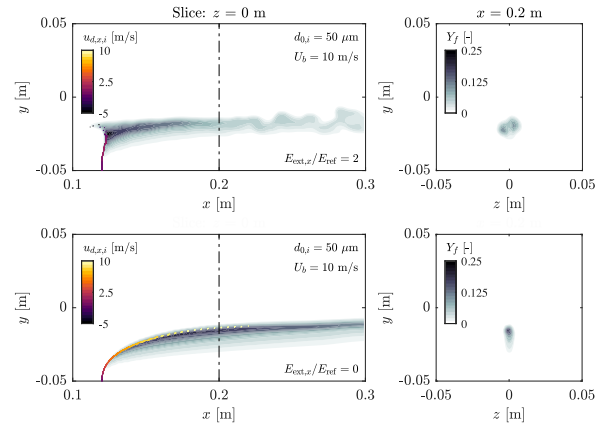 Slice: z = 0 m
x = 0.2 m
0.05
0
-0.05
y [m]
u_{d,x,i} [m/s]
10
2.5
-5
d_{0,i} = 50 μm
U_b = 10 m/s
E_{ext,x}/E_{ref} = 2
0.1
0.2
0.3
x [m]
0.05
0
-0.05
y [m]
Y_f [-]
0.25
0.125
0
-0.05
0
0.05
z [m]
0.05
0
-0.05
y [m]
u_{d,x,i} [m/s]
10
2.5
-5
d_{0,i} = 50 μm
U_b = 10 m/s
E_{ext,x}/E_{ref} = 0
0.1
0.2
0.3
x [m]
0.05
0
-0.05
y [m]
Y_f [-]
0.25
0.125
0
-0.05
0
0.05
z [m]